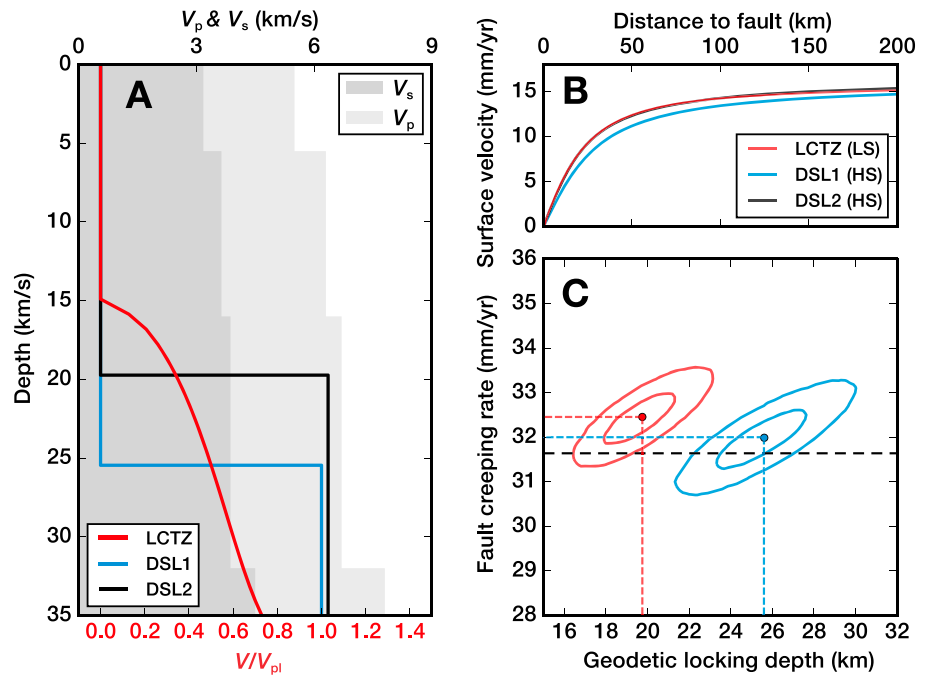 Vp & Vs (km/s)
0 3 6 9
A
Vs
Vp
0
5
10
15
20
25
30
35
Depth (km/s)
LCTZ
DSL1
DSL2
0.0 0.2 0.4 0.6 0.8 1.0 1.2 1.4
V/Vpl
Distance to fault (km)
0 50 100 150 200
B
15
10
5
0
Surface velocity (mm/yr)
LCTZ (LS)
DSL1 (HS)
DSL2 (HS)
C
36
35
34
33
32
31
30
29
28
Fault creeping rate (mm/yr)
16 18 20 22 24 26 28 30 32
Geodetic locking depth (km)